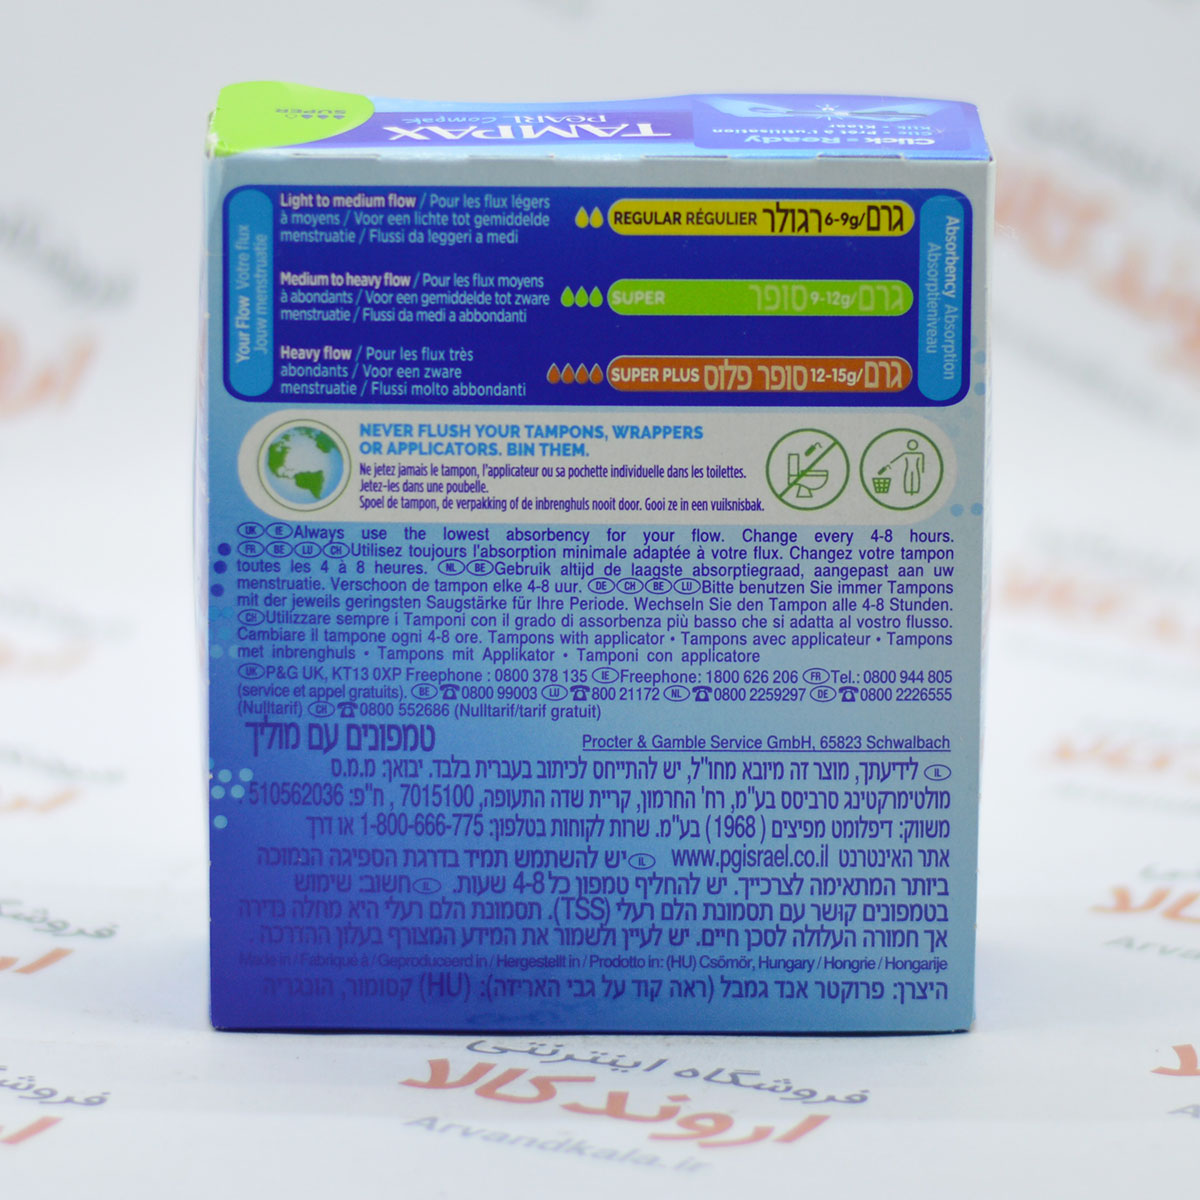 SUPER
TAMPAX
PEARL Compak
Click = Ready
Clic = Prêt à l'utilisation
Klik = Klaar
Your Flow Votre flux
Jouw menstruatie
Light to medium flow / Pour les flux légers
à moyens / Voor een lichte tot gemiddelde
menstruatie / Flussi da leggeri a medi
REGULAR RÉGULIER רגולר 6-9g/גרם
Medium to heavy flow / Pour les flux moyens
à abondants / Voor een gemiddelde tot zware
menstruatie / Flussi da medi a abbondanti
SUPER סופר 9-12g/גרם
Heavy flow / Pour les flux très
abondants / Voor een zware
menstruatie / Flussi molto abbondanti
SUPER PLUS סופר פלוס 12-15g/גרם
Absorbency Absorption
Absorptieniveau
NEVER FLUSH YOUR TAMPONS, WRAPPERS
OR APPLICATORS. BIN THEM.
Ne jetez jamais le tampon, l'applicateur ou sa pochette individuelle dans les toilettes.
Jetez-les dans une poubelle.
Spoel de tampon, de verpakking of de inbrenghuls nooit door. Gooi ze in een vuilsnisbak.
UK IE Always use the lowest absorbency for your flow. Change every 4-8 hours.
FR BE LU CH Utilisez toujours l'absorption minimale adaptée à votre flux. Changez votre tampon
toutes les 4 à 8 heures. NL BE Gebruik altijd de laagste absorptiegraad, aangepast aan uw
menstruatie. Verschoon de tampon elke 4-8 uur. DE CH BE LU Bitte benutzen Sie immer Tampons
mit der jeweils geringsten Saugstärke für Ihre Periode. Wechseln Sie den Tampon alle 4-8 Stunden.
CH Utilizzare sempre i Tamponi con il grado di assorbenza più basso che si adatta al vostro flusso.
Cambiare il tampone ogni 4-8 ore. Tampons with applicator • Tampons avec applicateur • Tampons
met inbrenghuls • Tampons mit Applikator • Tamponi con applicatore
UK P&G UK, KT13 0XP Freephone : 0800 378 135 IE Freephone: 1800 626 206 FR Tel.: 0800 944 805
(service et appel gratuits). BE ☎0800 99003 LU ☎800 21172 NL ☎0800 2259297 DE ☎0800 2226555
(Nulltarif) CH ☎0800 552686 (Nulltarif/tarif gratuit)
טמפונים עם מוליך
Procter & Gamble Service GmbH, 65823 Schwalbach
IL לידיעתך, מוצר זה מיובא מחו"ל, יש להתייחס לכיתוב בעברית בלבד. יבואן: מ.מ.ס
מולטימרקטינג סרביסס בע"מ, רח' החרמון, קריית שדה התעופה, 7015100 , ח"פ: 510562036 .
משווק: דיפלומט מפיצים (1968) בע"מ. שרות לקוחות בטלפון: 1-800-666-775 או דרך
אתר האינטרנט www.pgisrael.co.il IL יש להשתמש תמיד בדרגת הספיגה הנמוכה
ביותר המתאימה לצרכייך. יש להחליף טמפון כל 4-8 שעות. IL חשוב: שימוש
בטמפונים קושר עם תסמונת הלם רעלי (TSS). תסמונת הלם רעלי היא מחלה נדירה
אך חמורה העלולה לסכן חיים. יש לעיין ולשמור את המידע המצורף בעלון ההדרכה .
Made in / Fabriqué à / Geproduceerd in / Hergestellt in / Prodotto in: (HU) Csömör, Hungary / Hongrie / Hongarije
היצרן: פרוקטר אנד גמבל (ראה קוד על גבי האריזה): (HU) קסומור, הונגריה
فروشگاه اینترنتی
اروندکالا
Arvandkala.ir